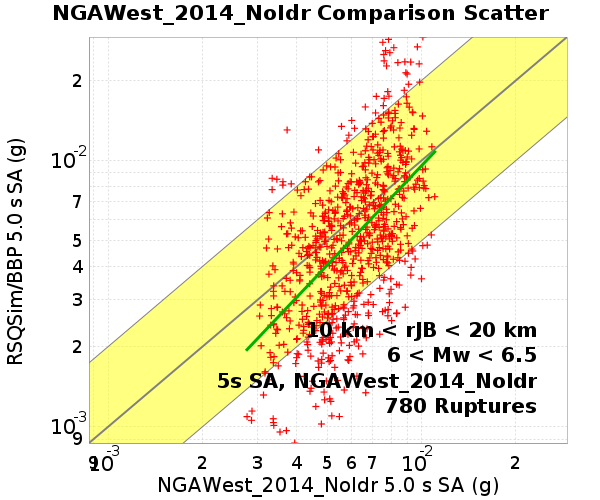 NGAWest_2014_NoIdr Comparison Scatter
RSQSim/BBP 5.0 s SA (g)
2
10-2
7
5
4
3
2
10-3
9
10 km < rJB < 20 km
6 < Mw < 6.5
5s SA, NGAWest_2014_NoIdr
780 Ruptures
9 10-3 2 3 4 5 6 7 10-2 2
NGAWest_2014_NoIdr 5.0 s SA (g)